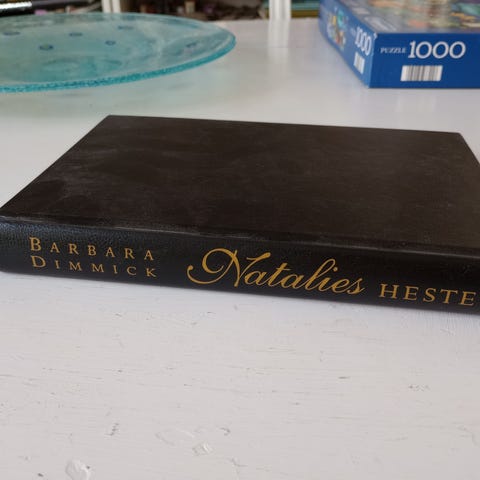 PUZZLE 1000
1000
BARBARA
DIMMICK
Natalies HESTE